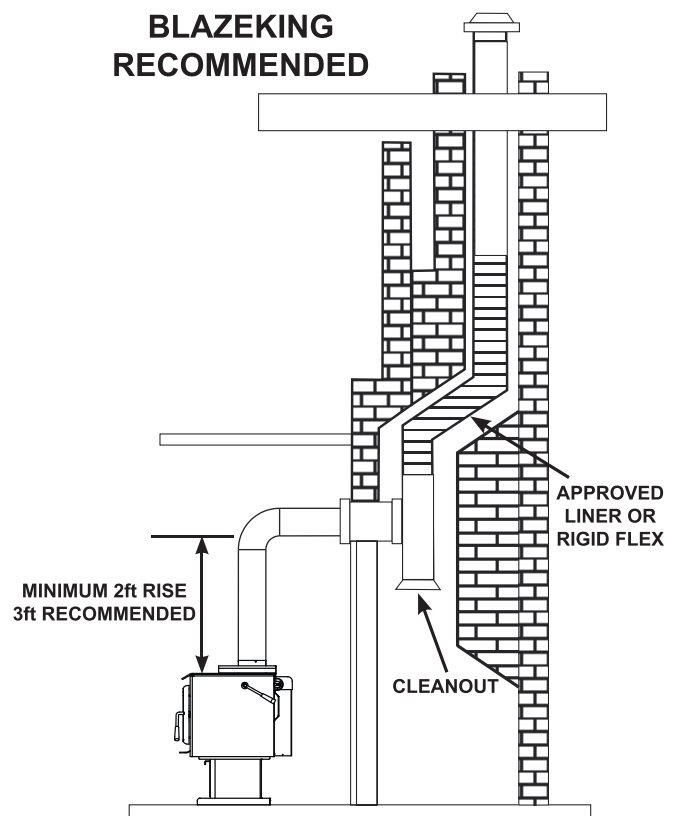 BLAZEKING
RECOMMENDED
APPROVED
LINER OR
RIGID FLEX
MINIMUM 2ft RISE
3ft RECOMMENDED
CLEANOUT